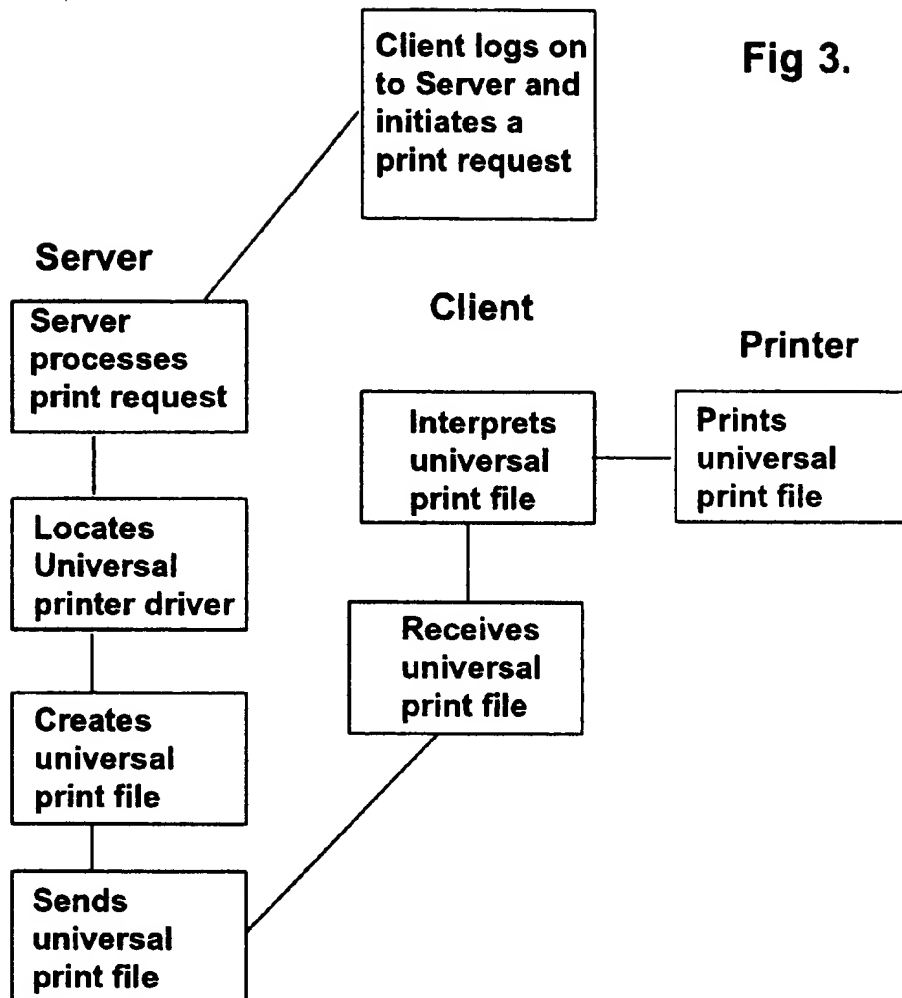 Fig 3.
Client logs on
to Server and
initiates a
print request
Server
Server
processes
print request
Locates
Universal
printer driver
Creates
universal
print file
Sends
universal
print file
Client
Receives
universal
print file
Interprets
universal
print file
Printer
Prints
universal
print file